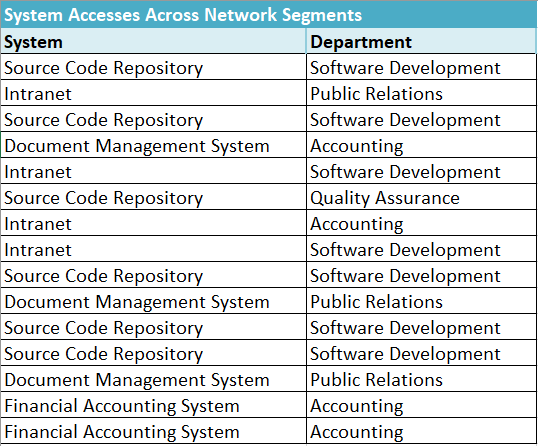 System Accesses Across Network Segments
System Department
Source Code Repository Software Development
Intranet Public Relations
Source Code Repository Software Development
Document Management System Accounting
Intranet Software Development
Source Code Repository Quality Assurance
Intranet Accounting
Intranet Software Development
Source Code Repository Software Development
Document Management System Public Relations
Source Code Repository Software Development
Source Code Repository Software Development
Document Management System Public Relations
Financial Accounting System Accounting
Financial Accounting System Accounting